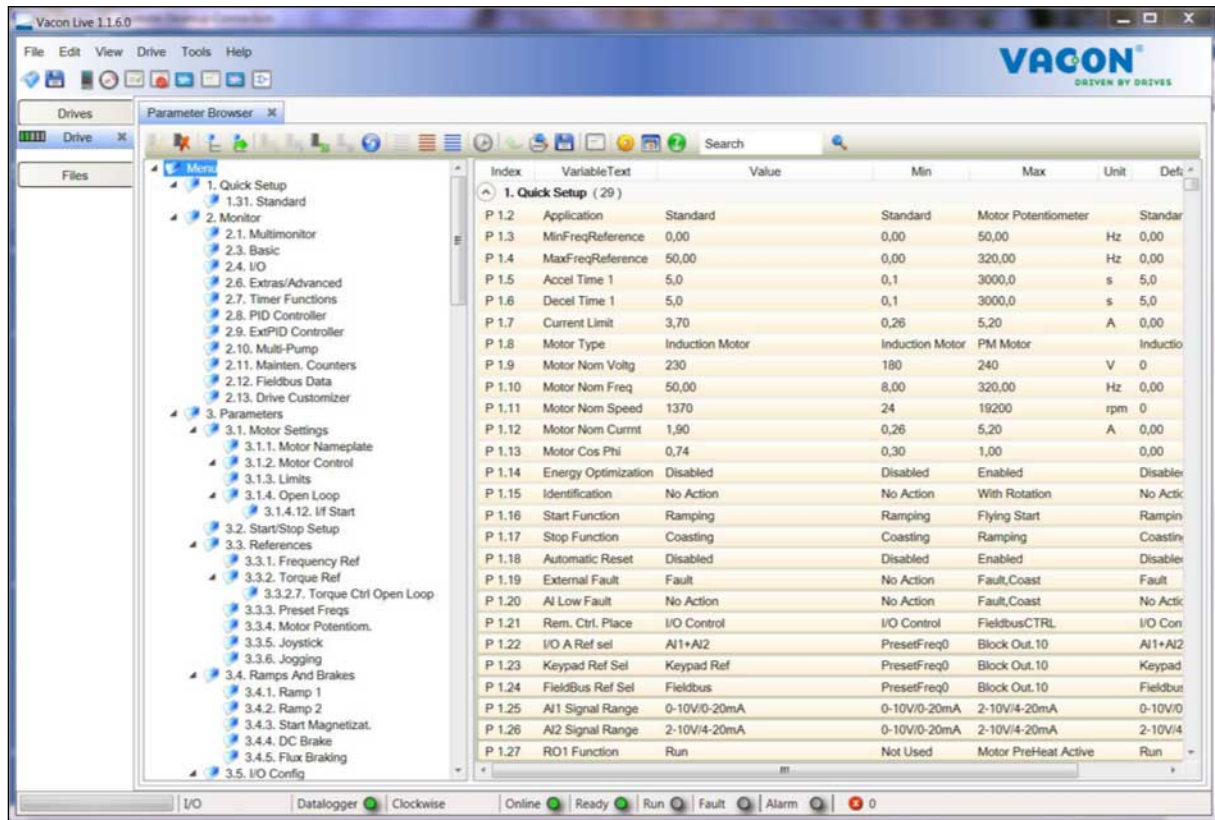 Vacon Live 1.1.6.0
File Edit View Drive Tools Help
VACON®
DRIVEN BY DRIVES
Drives
Drive
Files
Parameter Browser
Search
Menu
1. Quick Setup
1.31. Standard
2. Monitor
2.1. Multimonitor
2.3. Basic
2.4. I/O
2.6. Extras/Advanced
2.7. Timer Functions
2.8. PID Controller
2.9. ExtPID Controller
2.10. Multi-Pump
2.11. Mainten. Counters
2.12. Fieldbus Data
2.13. Drive Customizer
3. Parameters
3.1. Motor Settings
3.1.1. Motor Nameplate
3.1.2. Motor Control
3.1.3. Limits
3.1.4. Open Loop
3.1.4.12. I/f Start
3.2. Start/Stop Setup
3.3. References
3.3.1. Frequency Ref
3.3.2. Torque Ref
3.3.2.7. Torque Ctrl Open Loop
3.3.3. Preset Freqs
3.3.4. Motor Potentiom.
3.3.5. Joystick
3.3.6. Jogging
3.4. Ramps And Brakes
3.4.1. Ramp 1
3.4.2. Ramp 2
3.4.3. Start Magnetizat.
3.4.4. DC Brake
3.4.5. Flux Braking
3.5. I/O Config
Index VariableText Value Min Max Unit Defa
1. Quick Setup (29)
P 1.2 Application Standard Standard Motor Potentiometer Standar
P 1.3 MinFreqReference 0,00 0,00 50,00 Hz 0,00
P 1.4 MaxFreqReference 50,00 0,00 320,00 Hz 0,00
P 1.5 Accel Time 1 5,0 0,1 3000,0 s 5,0
P 1.6 Decel Time 1 5,0 0,1 3000,0 s 5,0
P 1.7 Current Limit 3,70 0,26 5,20 A 0,00
P 1.8 Motor Type Induction Motor Induction Motor PM Motor Inductio
P 1.9 Motor Nom Voltg 230 180 240 V 0
P 1.10 Motor Nom Freq 50,00 8,00 320,00 Hz 0,00
P 1.11 Motor Nom Speed 1370 24 19200 rpm 0
P 1.12 Motor Nom Currnt 1,90 0,26 5,20 A 0,00
P 1.13 Motor Cos Phi 0,74 0,30 1,00 0,00
P 1.14 Energy Optimization Disabled Disabled Enabled Disable
P 1.15 Identification No Action No Action With Rotation No Actic
P 1.16 Start Function Ramping Ramping Flying Start Rampin
P 1.17 Stop Function Coasting Coasting Ramping Coasting
P 1.18 Automatic Reset Disabled Disabled Enabled Disable
P 1.19 External Fault Fault No Action Fault,Coast Fault
P 1.20 AI Low Fault No Action No Action Fault,Coast No Actic
P 1.21 Rem. Ctrl. Place I/O Control I/O Control FieldbusCTRL I/O Con
P 1.22 I/O A Ref sel AI1+AI2 PresetFreq0 Block Out.10 AI1+AI2
P 1.23 Keypad Ref Sel Keypad Ref PresetFreq0 Block Out.10 Keypad
P 1.24 FieldBus Ref Sel Fieldbus PresetFreq0 Block Out.10 Fieldbus
P 1.25 AI1 Signal Range 0-10V/0-20mA 0-10V/0-20mA 2-10V/4-20mA 0-10V/0
P 1.26 AI2 Signal Range 2-10V/4-20mA 0-10V/0-20mA 2-10V/4-20mA 2-10V/4
P 1.27 RO1 Function Run Not Used Motor PreHeat Active Run
I/O Datalogger Clockwise Online Ready Run Fault Alarm 0